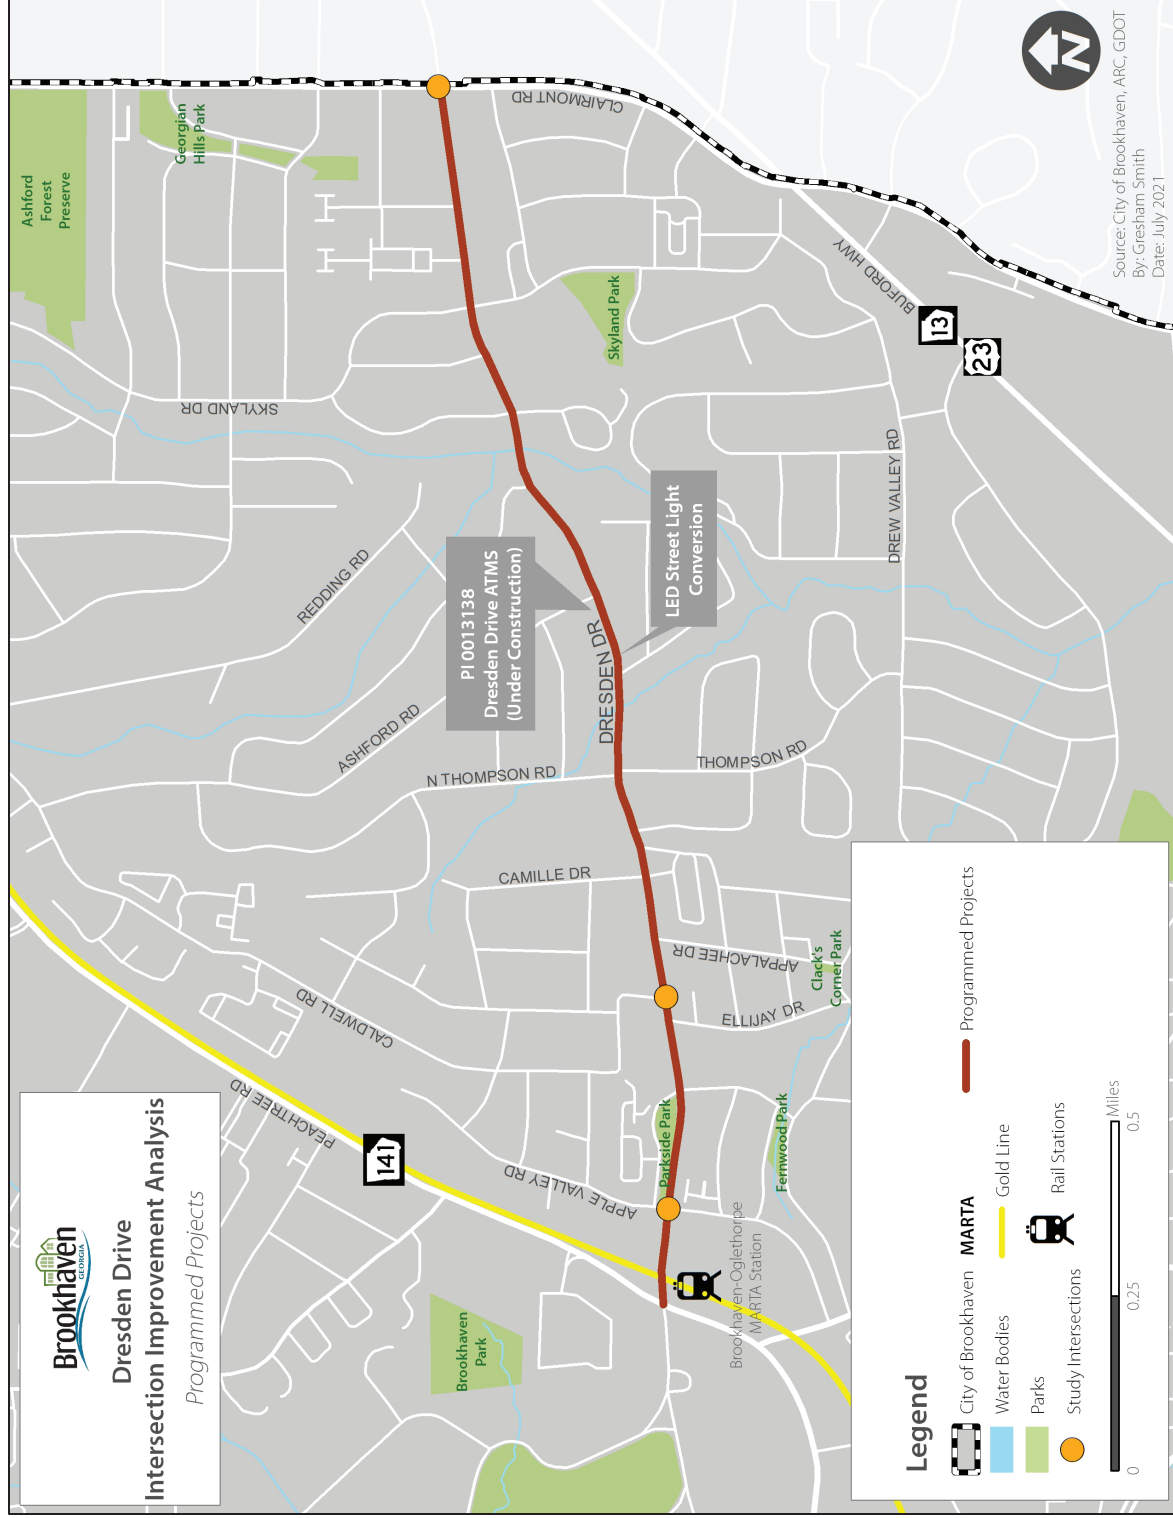 Brookhaven
GEORGIA
Dresden Drive
Intersection Improvement Analysis
Programmed Projects
Ashford
Forest
Preserve
Georgian
Hills Park
CLAIRMONT RD
SKYLAND DR
Skyland Park
BUFORD HWY
13
23
DREW VALLEY RD
REDDING RD
PI 0013138
Dresden Drive ATMS
(Under Construction)
LED Street Light
Conversion
DRESDEN DR
ASHFORD RD
N THOMPSON RD
THOMPSON RD
CAMILLE DR
APPALACHEE DR
Clack's
Corner Park
ELLIJAY DR
CALDWELL RD
PEACHTREE RD
141
APPLE VALLEY RD
Parkside Park
Fernwood Park
Brookhaven-Oglethorpe
MARTA Station
Brookhaven
Park
N
Source: City of Brookhaven, ARC, GDOT
By: Gresham Smith
Date: July 2021
Legend
City of Brookhaven
Water Bodies
Parks
Study Intersections
MARTA
Gold Line
Rail Stations
Programmed Projects
0
0.25
0.5
Miles